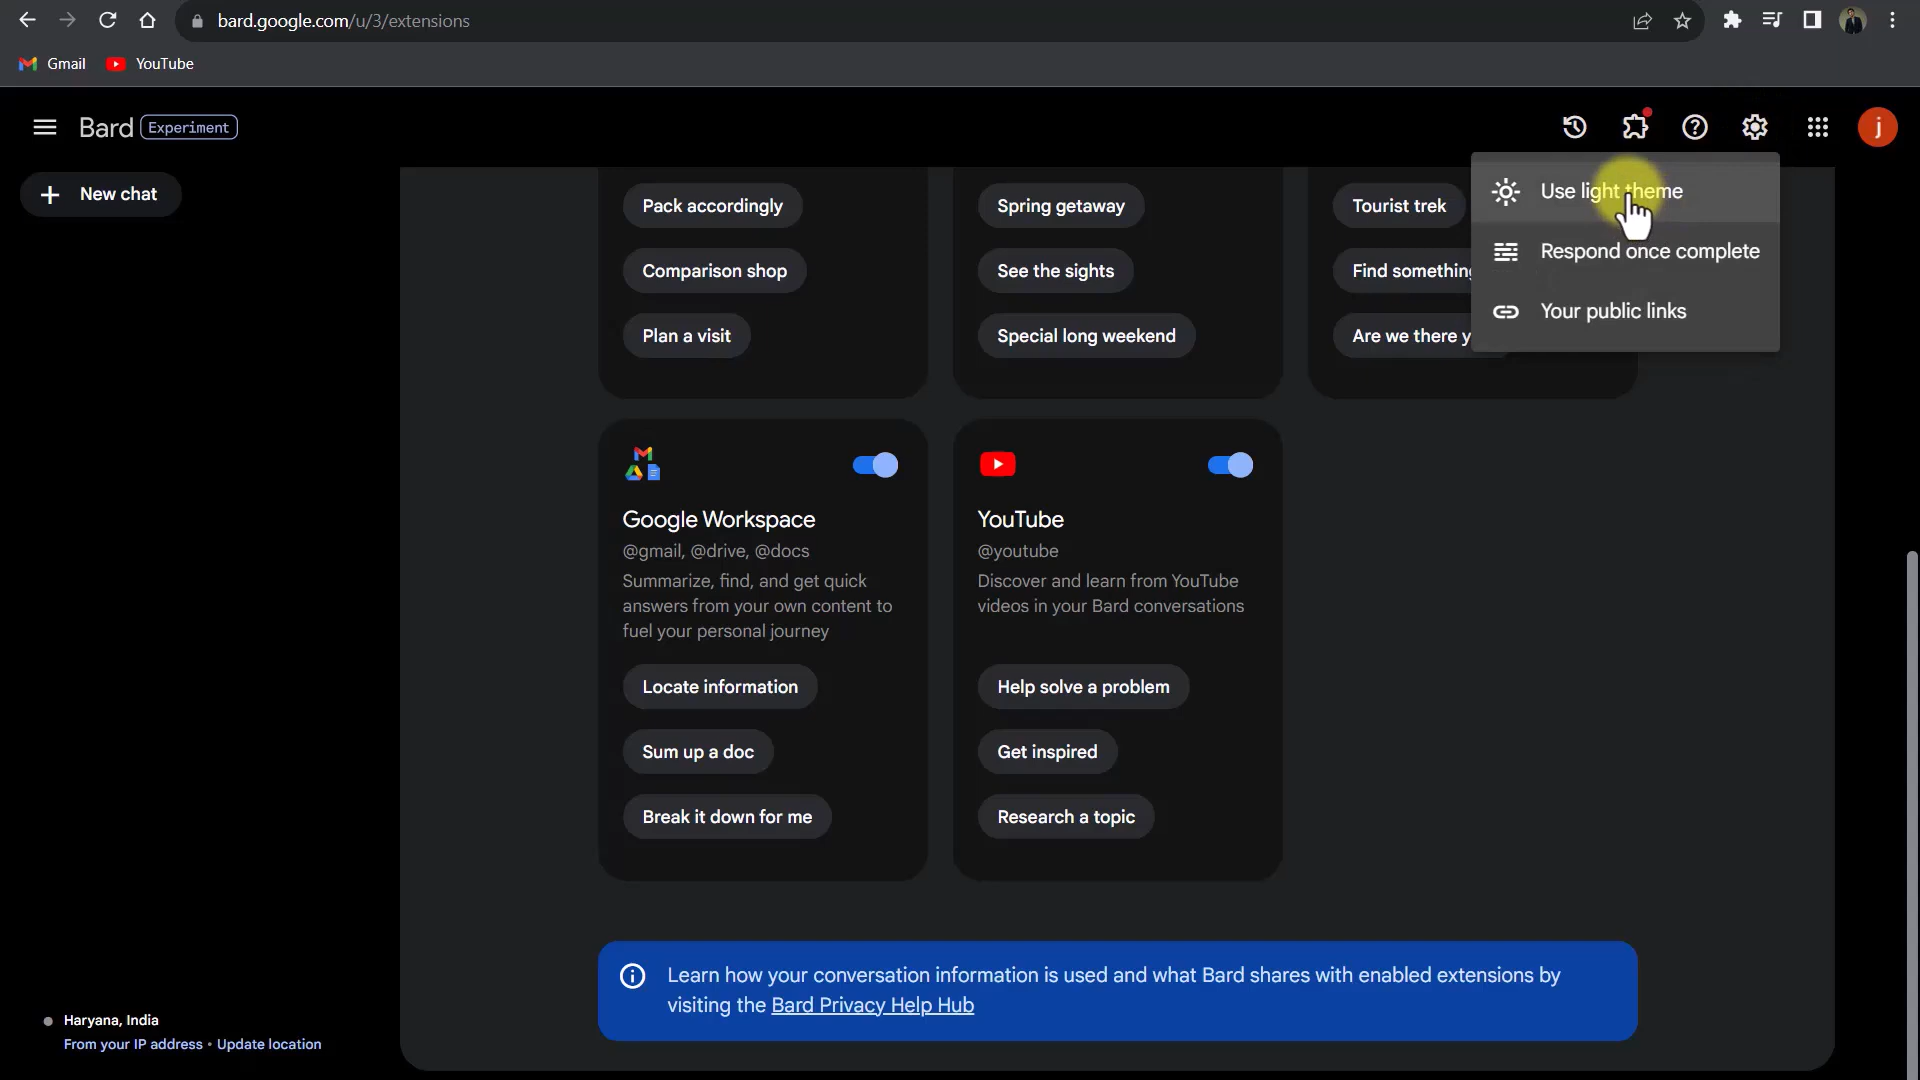 bard.google.com/u/3/extensions
Gmail YouTube
Bard Experiment
j
New chat
Pack accordingly
Comparison shop
Plan a visit
Spring getaway
See the sights
Special long weekend
Tourist trek
Find something
Are we there y
Use light theme
Respond once complete
Your public links
Google Workspace
@gmail, @drive, @docs
Summarize, find, and get quick
answers from your own content to
fuel your personal journey
Locate information
Sum up a doc
Break it down for me
YouTube
@youtube
Discover and learn from YouTube
videos in your Bard conversations
Help solve a problem
Get inspired
Research a topic
Learn how your conversation information is used and what Bard shares with enabled extensions by
visiting the Bard Privacy Help Hub
Haryana, India
From your IP address • Update location